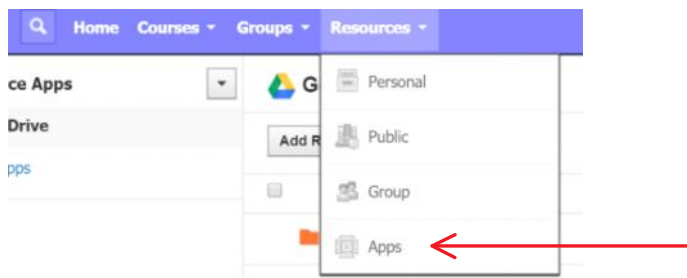 Home Courses Groups Resources
ce Apps
G
Personal
Drive
Add R
Public
pps
Group
Apps